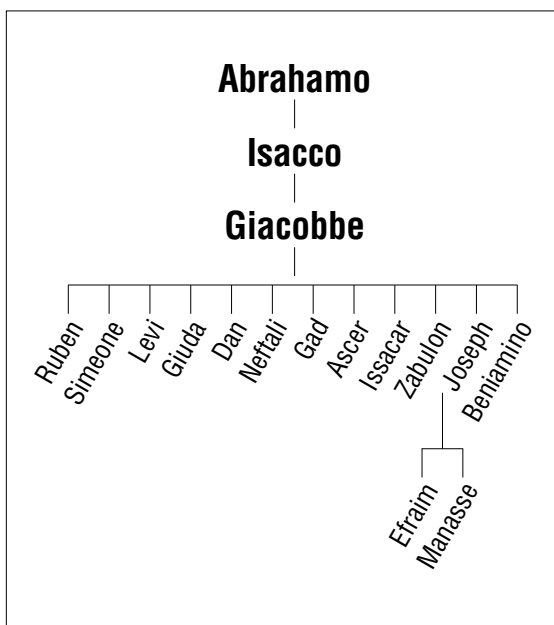 Abrahamo
Isacco
Giacobbe
Ruben
Simeone
Levi
Giuda
Dan
Neftali
Gad
Ascer
Issacar
Zabulon
Joseph
Beniamino
Efraim
Manasse